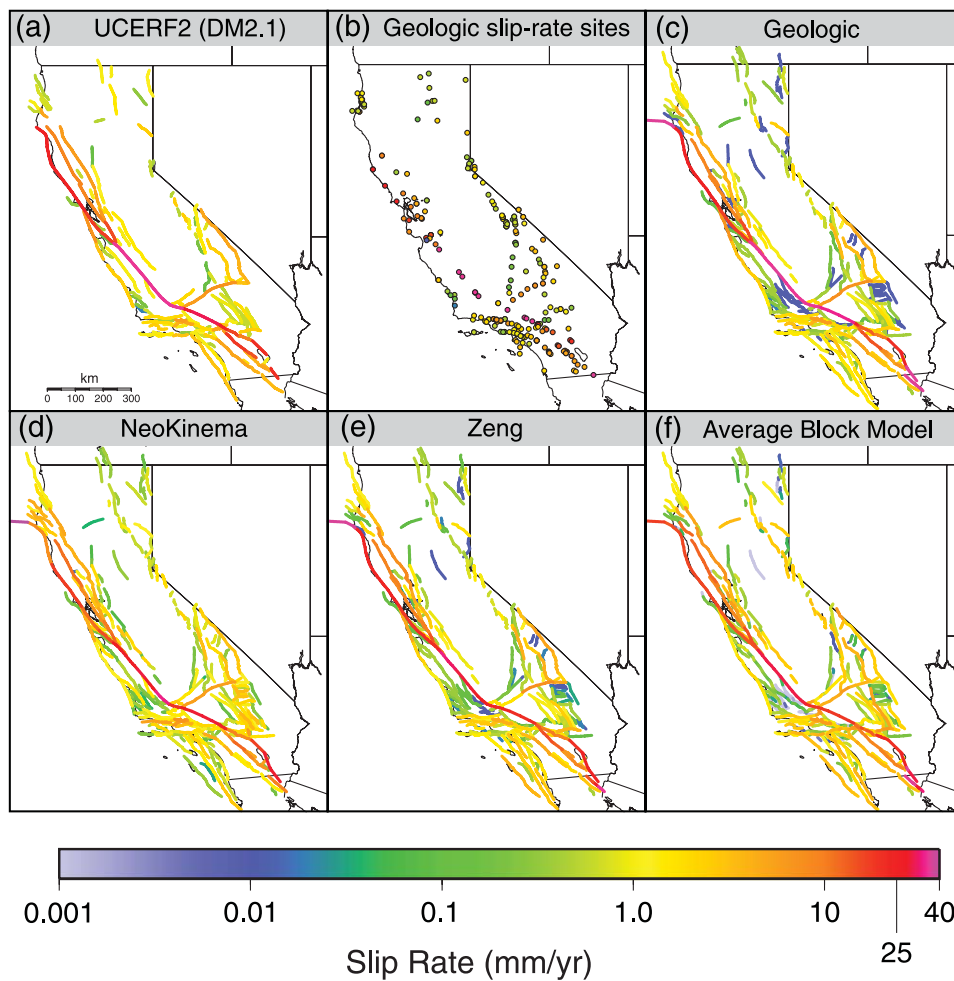 (a) UCERF2 (DM2.1)
(b) Geologic slip-rate sites
(c) Geologic
km
0 100 200 300
(d) NeoKinema
(e) Zeng
(f) Average Block Model
0.001 0.01 0.1 1.0 10 40
25
Slip Rate (mm/yr)